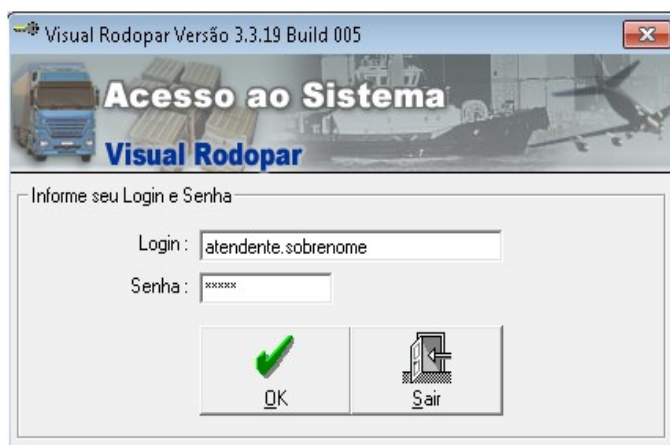 Visual Rodopar Versão 3.3.19 Build 005
Acesso ao Sistema
Visual Rodopar
Informe seu Login e Senha
Login : atendente.sobrenome
Senha : xxxxx
OK
Sair